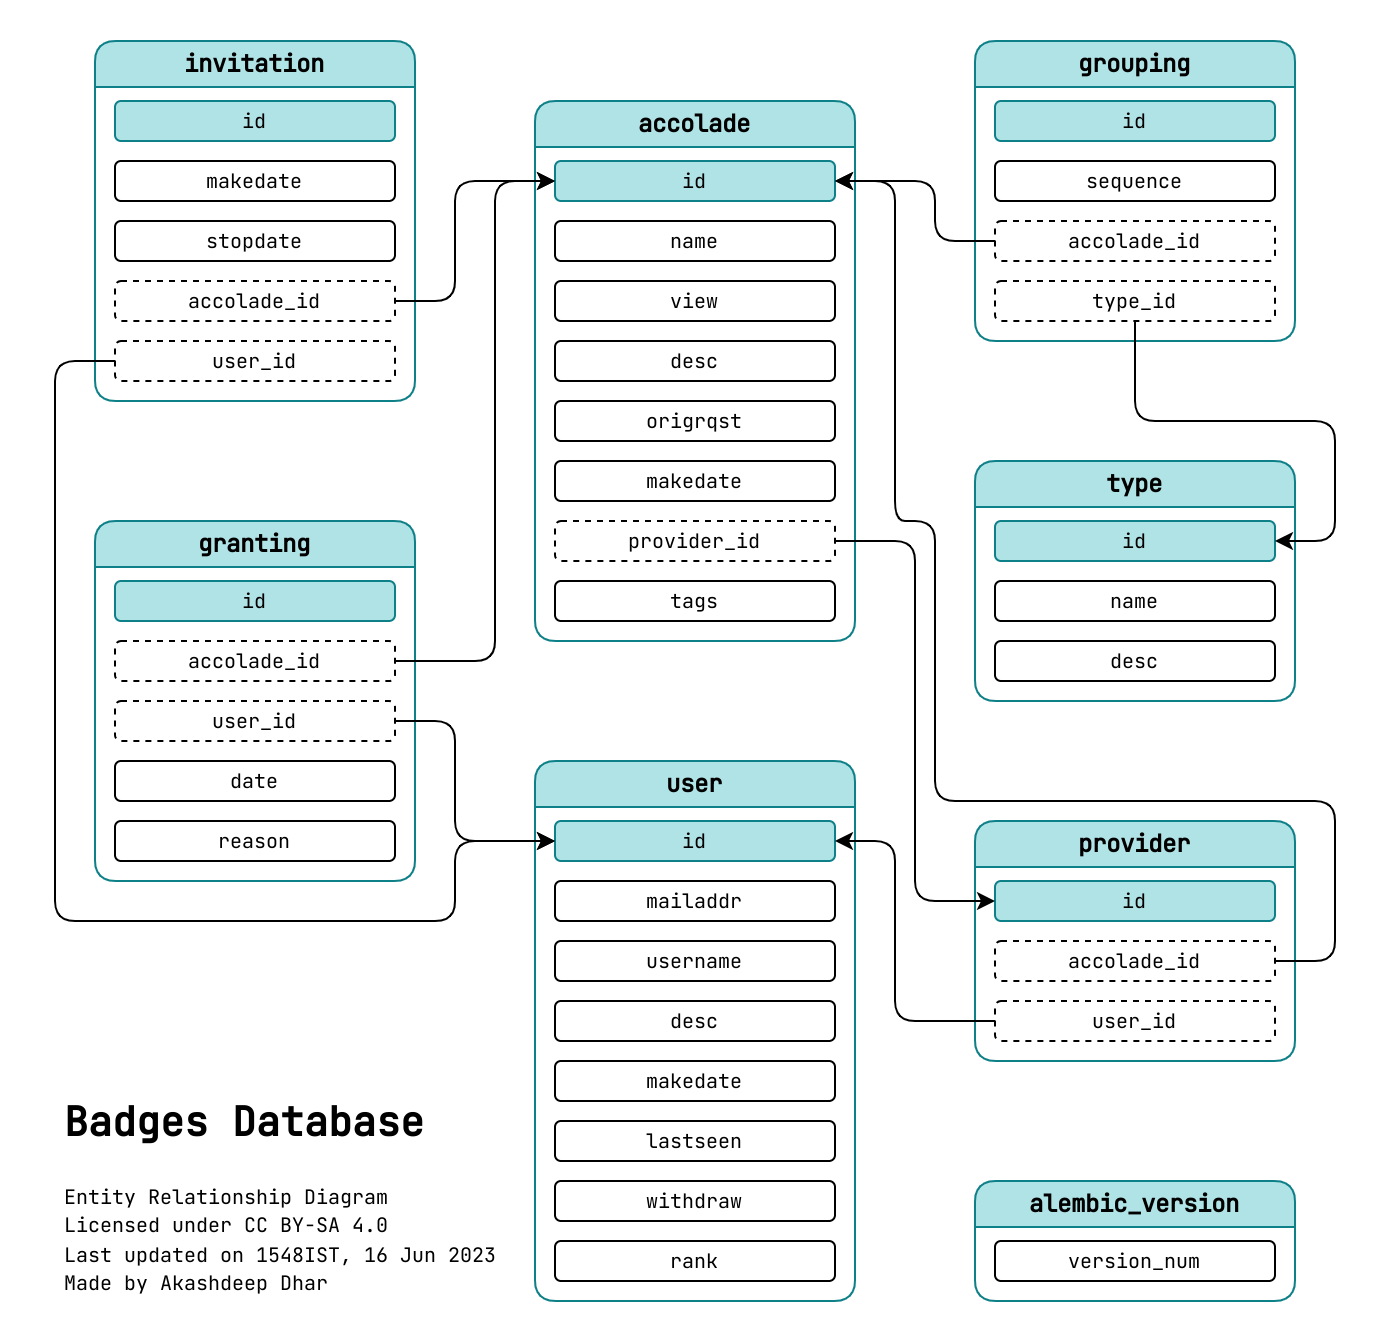 invitation
id
makedate
stopdate
accolade_id
user_id
granting
id
accolade_id
user_id
date
reason
accolade
id
name
view
desc
origrqst
makedate
provider_id
tags
user
id
mailaddr
username
desc
makedate
lastseen
withdraw
rank
grouping
id
sequence
accolade_id
type_id
type
id
name
desc
provider
id
accolade_id
user_id
alembic_version
version_num
Badges Database
Entity Relationship Diagram
Licensed under CC BY-SA 4.0
Last updated on 1548IST, 16 Jun 2023
Made by Akashdeep Dhar